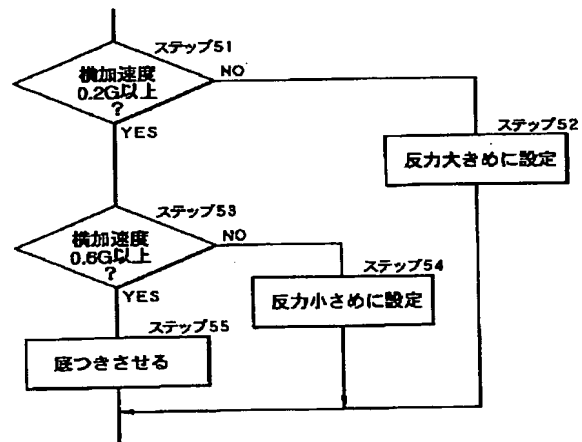 ステップ51
横加速度
0.2G以上
?
NO
YES
ステップ52
反力大きめに設定
ステップ53
横加速度
0.6G以上
?
NO
YES
ステップ54
反力小さめに設定
ステップ55
底つきさせる